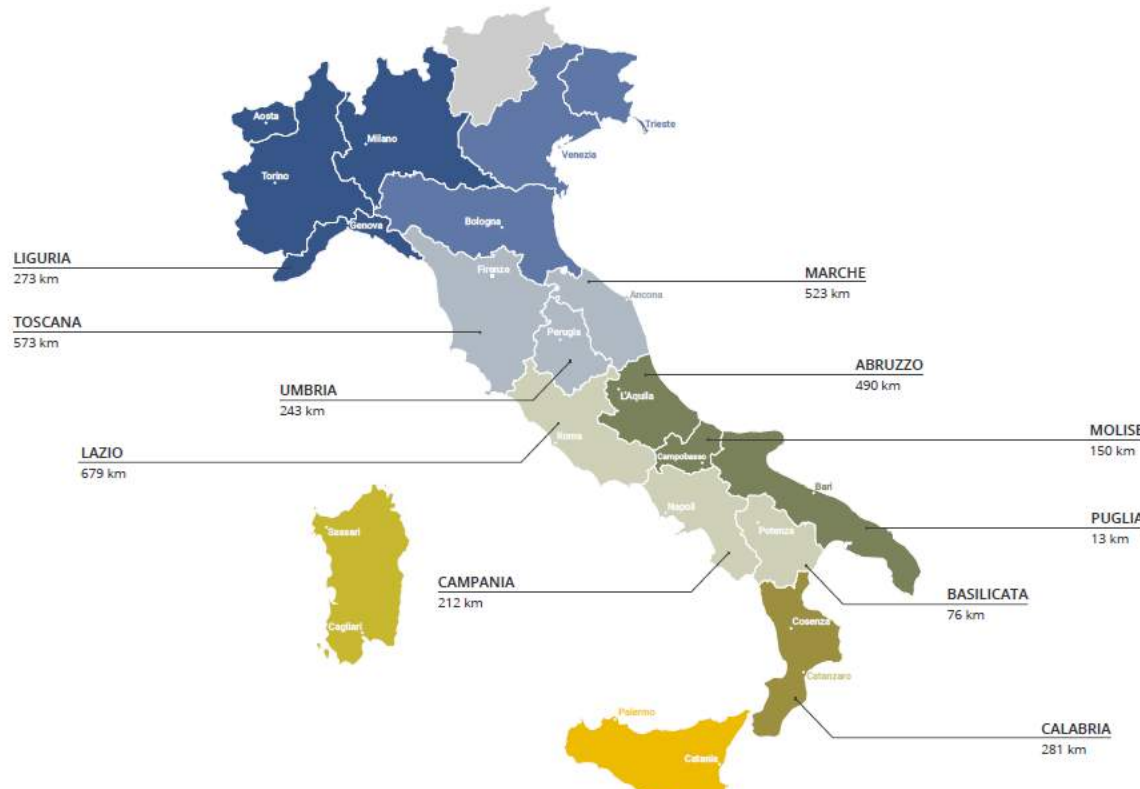 Aosta
Milano
Trieste
Venezia
Torino
Bologna
Genova
LIGURIA
273 km
Firenze
MARCHE
523 km
Ancona
TOSCANA
573 km
Perugia
ABRUZZO
490 km
UMBRIA
243 km
L'Aquila
MOLISE
150 km
Roma
LAZIO
679 km
Campobasso
Bari
Napoli
PUGLIA
13 km
Sassari
Potenza
CAMPANIA
212 km
BASILICATA
76 km
Cagliari
Cosenza
Catanzaro
Palermo
CALABRIA
281 km
Catania